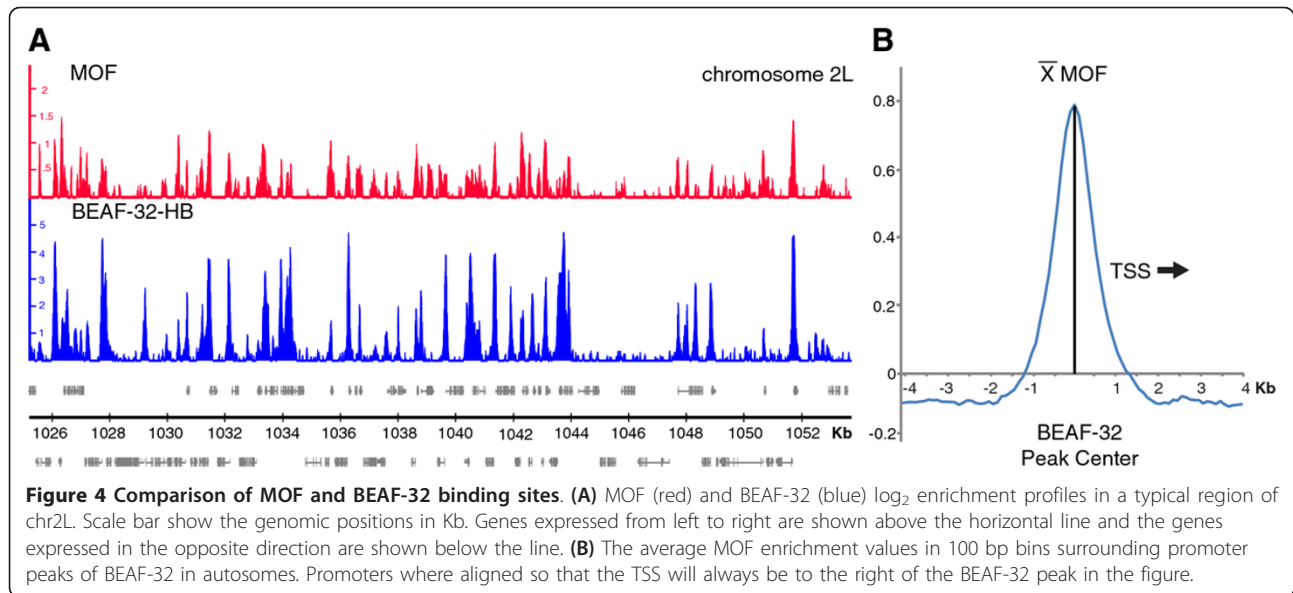 A
MOF
chromosome 2L
2
1.5
1
.5
BEAF-32-HB
5
4
3
2
1
1026 1028 1030 1032 1034 1036 1038 1040 1042 1044 1046 1048 1050 1052 Kb
B
X̅ MOF
0.8
0.6
0.4
TSS
0.2
0
-4 -3 -2 -1 1 2 3 4 Kb
-0.2
BEAF-32
Peak Center
Figure 4 Comparison of MOF and BEAF-32 binding sites. (A) MOF (red) and BEAF-32 (blue) log₂ enrichment profiles in a typical region of
chr2L. Scale bar show the genomic positions in Kb. Genes expressed from left to right are shown above the horizontal line and the genes
expressed in the opposite direction are shown below the line. (B) The average MOF enrichment values in 100 bp bins surrounding promoter
peaks of BEAF-32 in autosomes. Promoters where aligned so that the TSS will always be to the right of the BEAF-32 peak in the figure.